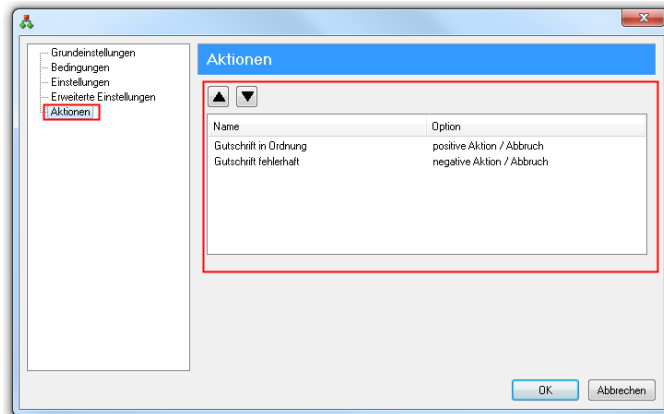 Grundeinstellungen
Bedingungen
Einstellungen
Erweiterte Einstellungen
Aktionen
Aktionen
Name Option
Gutschrift in Ordnung positive Aktion / Abbruch
Gutschrift fehlerhaft negative Aktion / Abbruch
OK Abbrechen